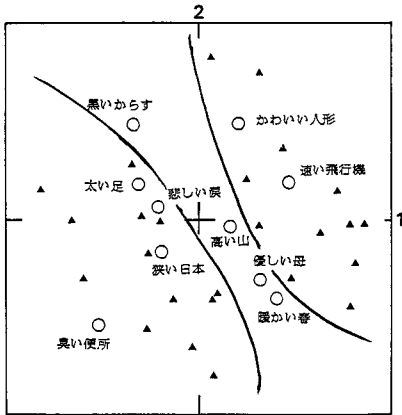 2
黒いからす
かわいい人形
太い足
悲しい涙
速い飛行機
1
高い山
狭い日本
優しい母
暖かい春
臭い便所